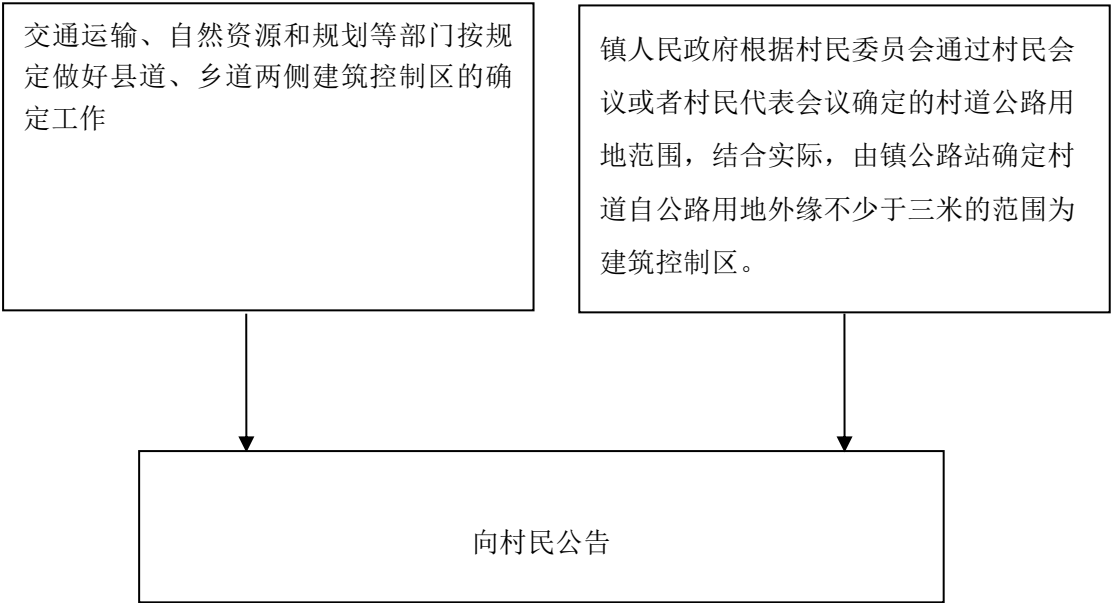 交通运输、自然资源和规划等部门按规
定做好县道、乡道两侧建筑控制区的确
定工作
镇人民政府根据村民委员会通过村民会
议或者村民代表会议确定的村道公路用
地范围，结合实际，由镇公路站确定村
道自公路用地外缘不少于三米的范围为
建筑控制区。
向村民公告